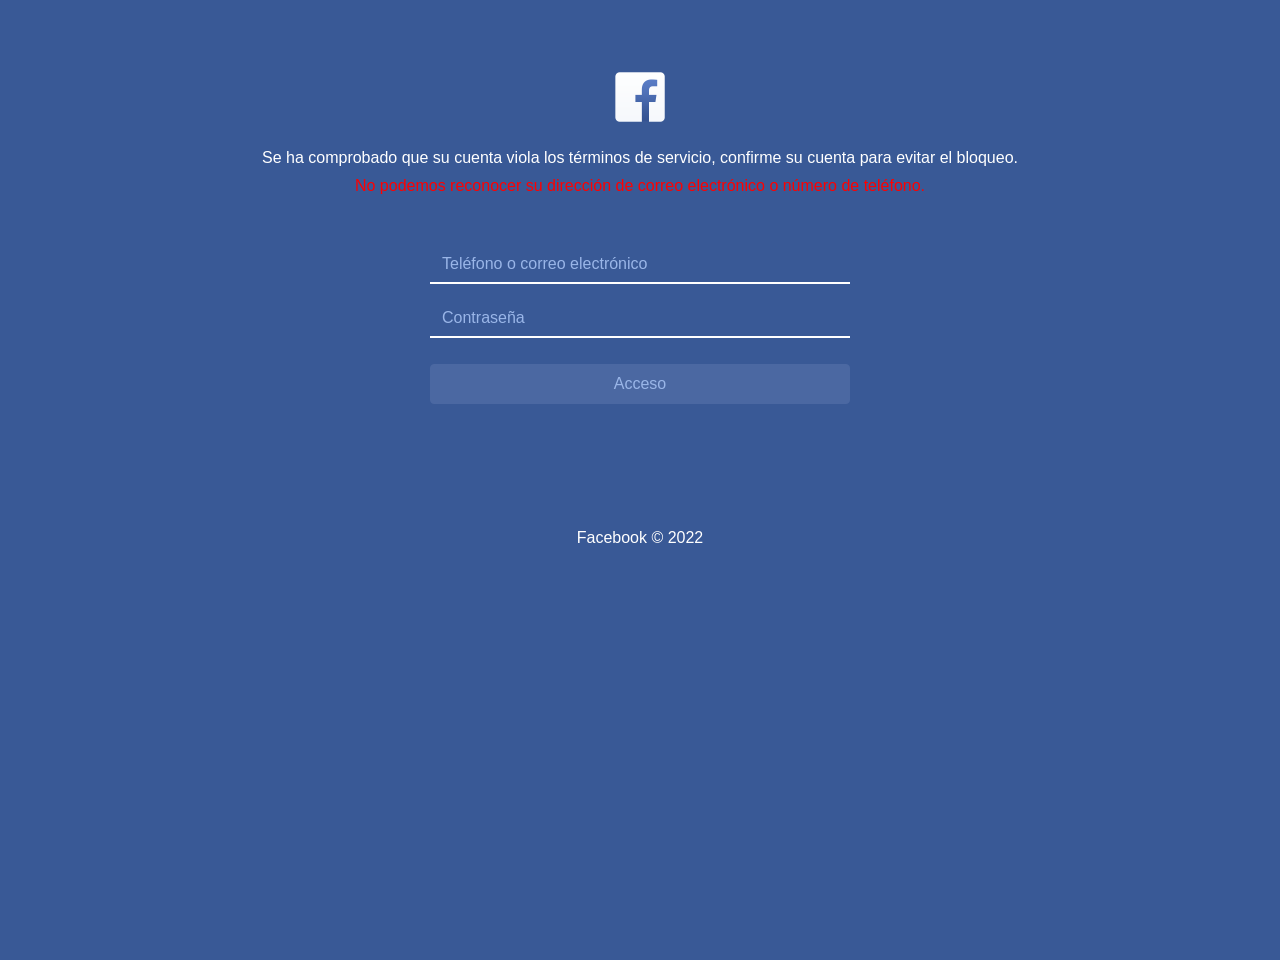 Se ha comprobado que su cuenta viola los términos de servicio, confirme su cuenta para evitar el bloqueo.
No podemos reconocer su dirección de correo electrónico o número de teléfono.
Teléfono o correo electrónico
Contraseña
Acceso
Facebook © 2022